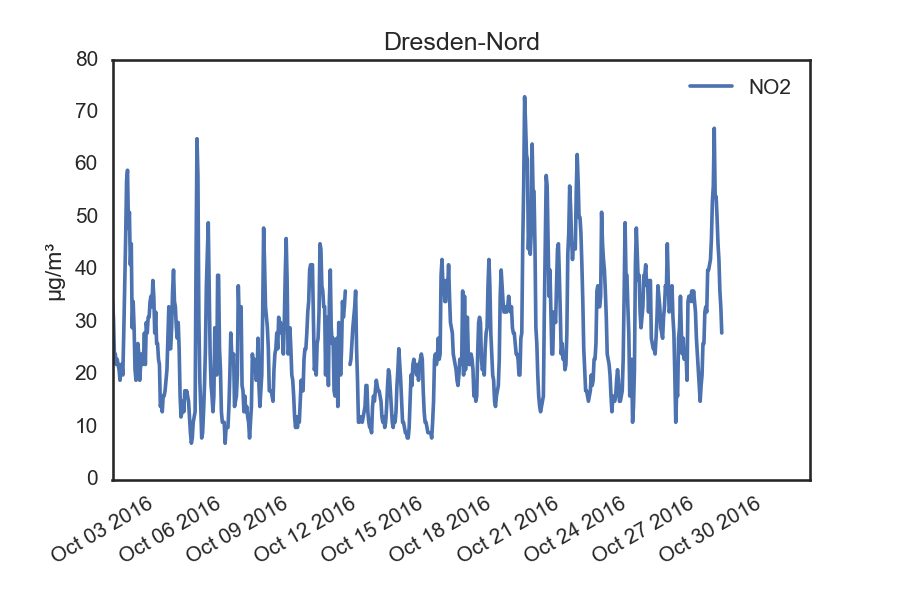 Dresden-Nord
NO2
µg/m³
80
70
60
50
40
30
20
10
0
Oct 03 2016
Oct 06 2016
Oct 09 2016
Oct 12 2016
Oct 15 2016
Oct 18 2016
Oct 21 2016
Oct 24 2016
Oct 27 2016
Oct 30 2016